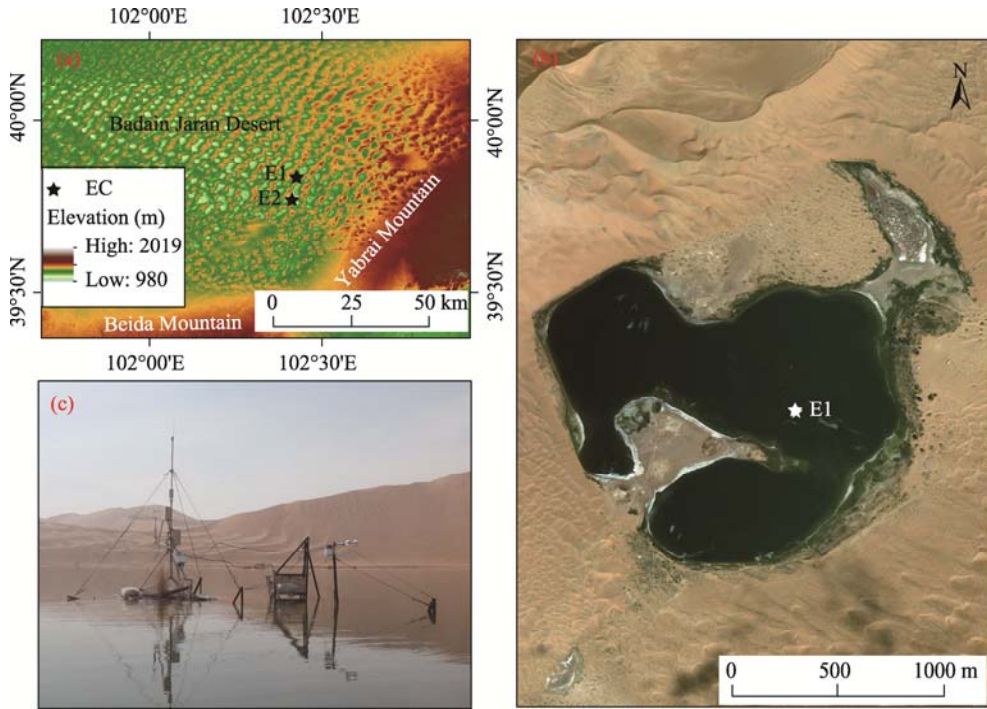 102°00'E 102°30'E
(a)
40°00'N
Badain Jaran Desert
E1
E2
EC
Elevation (m)
High: 2019
Low: 980
Yabrai Mountain
39°30'N
Beida Mountain
0 25 50 km
40°00'N
39°30'N
102°00'E 102°30'E
(b)
N
E1
0 500 1000 m
(c)